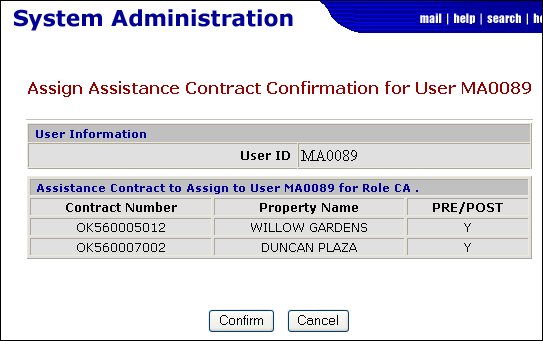 System Administration
mail | help | search |
Assign Assistance Contract Confirmation for User MA0089
User Information
User ID MA0089
Assistance Contract to Assign to User MA0089 for Role CA .
Contract Number Property Name PRE/POST
OK560005012 WILLOW GARDENS Y
OK560007002 DUNCAN PLAZA Y
Confirm Cancel